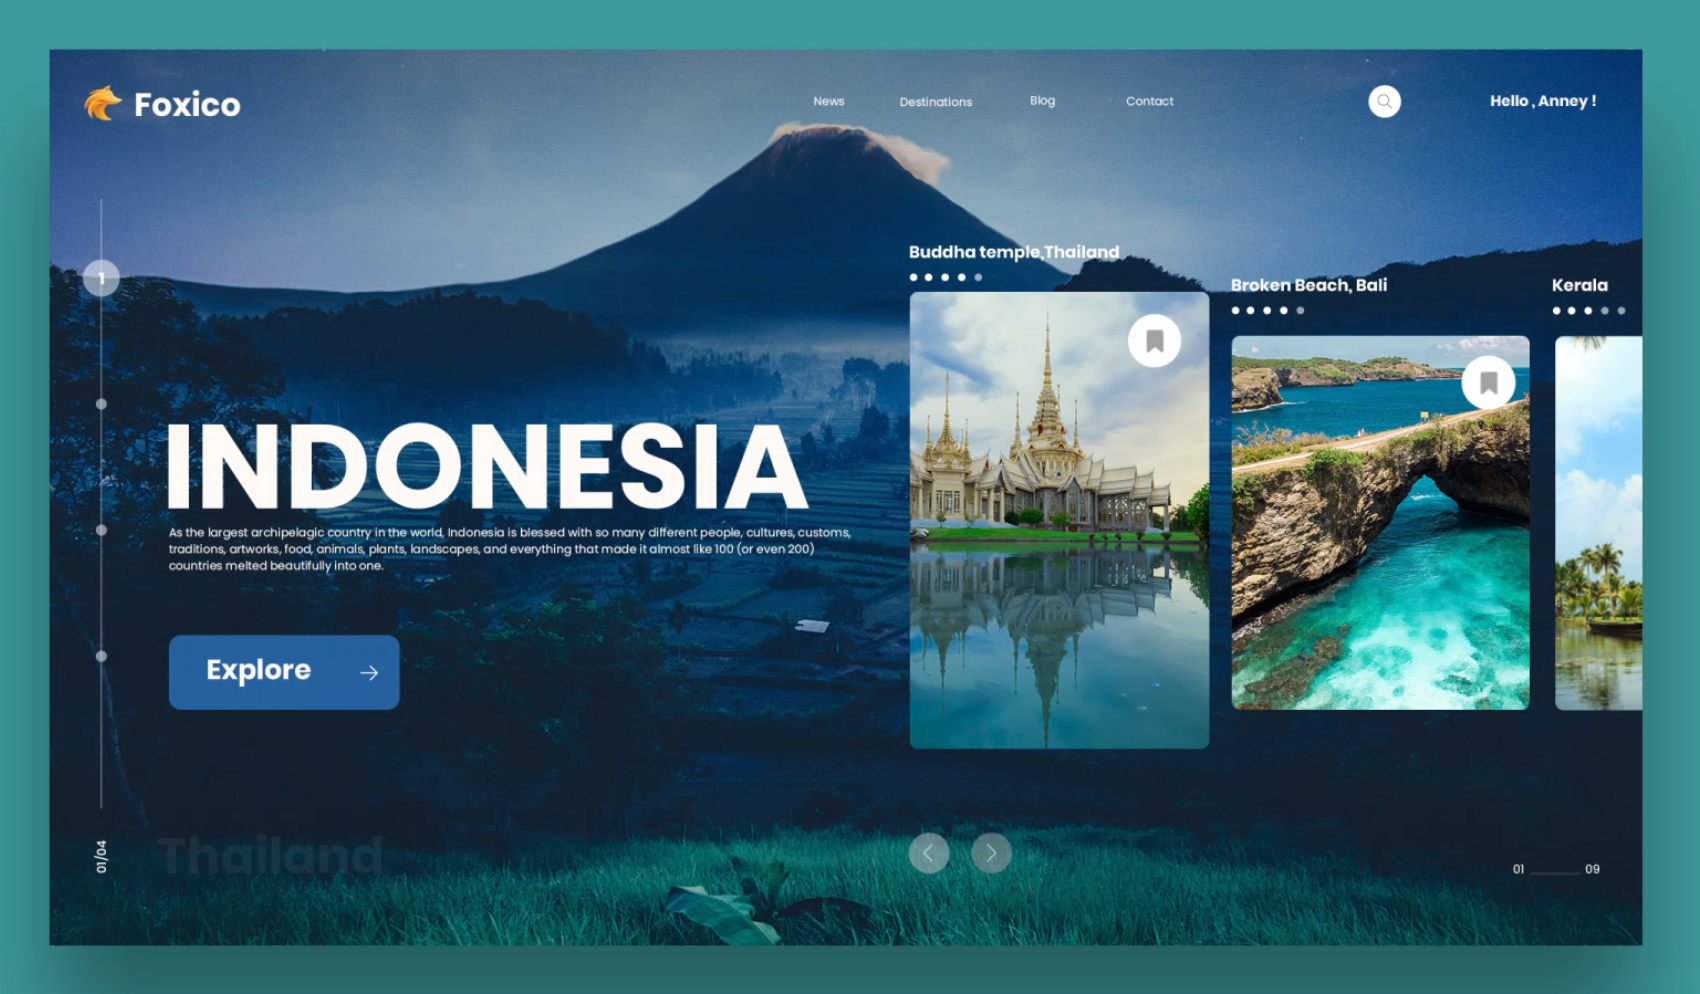 Foxico
News
Destinations
Blog
Contact
Hello , Anney !
1
INDONESIA
As the largest archipelagic country in the world, Indonesia is blessed with so many different people, cultures, customs,
traditions, artworks, food, animals, plants, landscapes, and everything that made it almost like 100 (or even 200)
countries melted beautifully into one.
Explore
Buddha temple,Thailand
Broken Beach, Bali
Kerala
01/04
Thailand
01
09